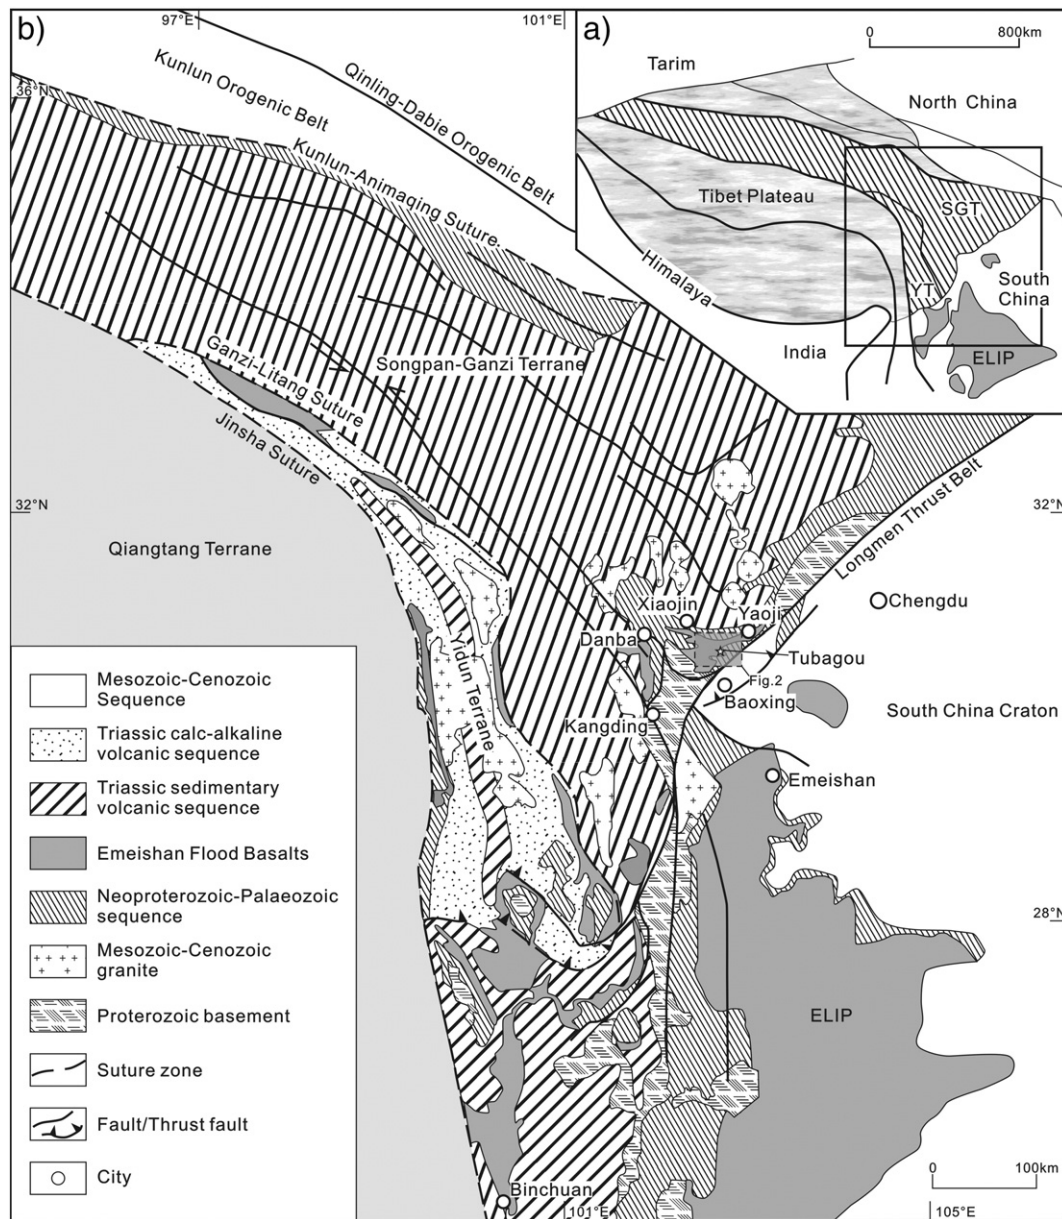 b)
97°E
101°E
a)
0
800km
Tarim
North China
Tibet Plateau
SGT
Himalaya
YT
South
China
India
ELIP
36°N
Kunlun Orogenic Belt
Qinling-Dabie Orogenic Belt
Kunlun-Animaqing Suture
Songpan-Ganzi Terrane
Ganzi-Litang Suture
Jinsha Suture
32°N
32°N
Qiangtang Terrane
Longmen Thrust Belt
Chengdu
Xiaojin
Yaoji
Danba
Tubagou
Fig.2
Baoxing
Kangding
South China Craton
Yidun Terrane
Emeishan
28°N
ELIP
Binchuan
101°E
105°E
0
100km
Mesozoic-Cenozoic
Sequence
Triassic calc-alkaline
volcanic sequence
Triassic sedimentary
volcanic sequence
Emeishan Flood Basalts
Neoproterozoic-Palaeozoic
sequence
Mesozoic-Cenozoic
granite
Proterozoic basement
Suture zone
Fault/Thrust fault
City